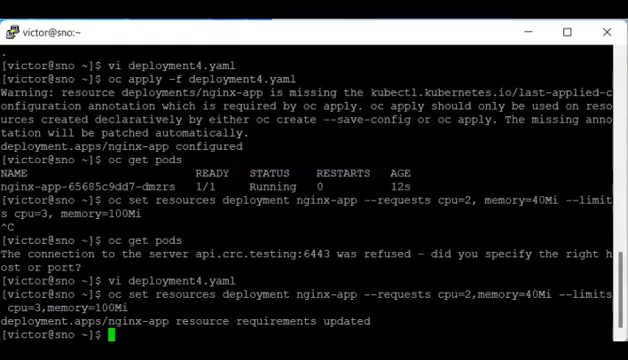 victor@sno:~
.
[victor@sno ~]$ vi deployment4.yaml
[victor@sno ~]$ oc apply -f deployment4.yaml
Warning: resource deployments/nginx-app is missing the kubectl.kubernetes.io/last-applied-c
onfiguration annotation which is required by oc apply. oc apply should only be used on reso
urces created declaratively by either oc create --save-config or oc apply. The missing anno
tation will be patched automatically.
deployment.apps/nginx-app configured
[victor@sno ~]$ oc get pods
NAME READY STATUS RESTARTS AGE
nginx-app-65685c9dd7-dmzrs 1/1 Running 0 12s
[victor@sno ~]$ oc set resources deployment nginx-app --requests cpu=2, memory=40Mi --limit
s cpu=3, memory=100Mi
^C
[victor@sno ~]$ oc get pods
The connection to the server api.crc.testing:6443 was refused - did you specify the right h
ost or port?
[victor@sno ~]$ vi deployment4.yaml
[victor@sno ~]$ oc set resources deployment nginx-app --requests cpu=2,memory=40Mi --limits
cpu=3,memory=100Mi
deployment.apps/nginx-app resource requirements updated
[victor@sno ~]$